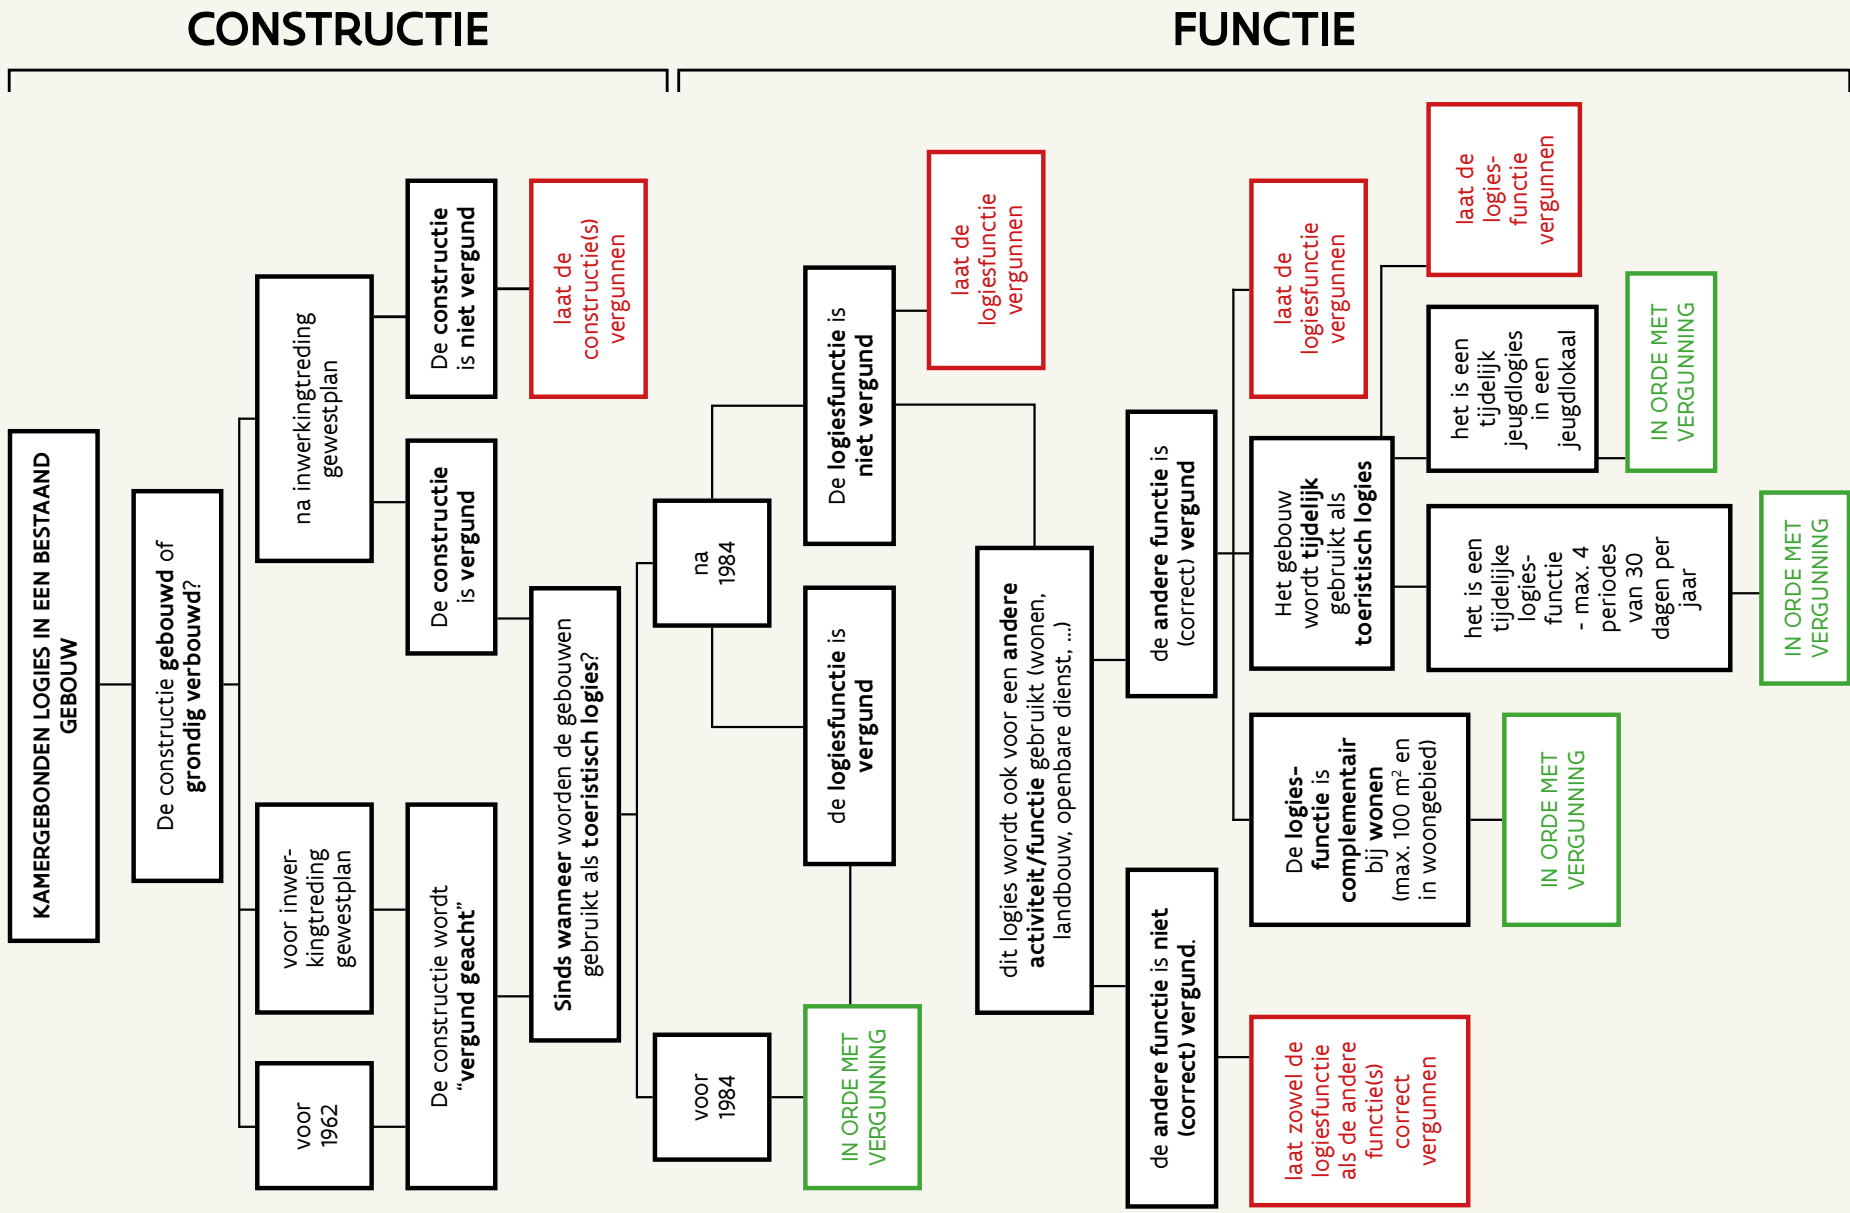 CONSTRUCTIE
FUNCTIE
KAMERGEBONDEN LOGIES IN EEN BESTAAND
GEBOUW
De constructie gebouwd of
grondig verbouwd?
voor
1962
voor inwer-
kingtreding
gewestplan
na inwerkingtreding
gewestplan
De constructie wordt
“vergund geacht”
De constructie
is vergund
De constructie
is niet vergund
laat de
constructie(s)
vergunnen
Sinds wanneer worden de gebouwen
gebruikt als toeristisch logies?
voor
1984
na
1984
IN ORDE MET
VERGUNNING
de logiesfunctie is
vergund
De logiesfunctie is
niet vergund
laat de
logiesfunctie
vergunnen
dit logies wordt ook voor een andere
activiteit/functie gebruikt (wonen,
landbouw, openbare dienst, ...)
de andere functie is niet
(correct) vergund.
de andere functie is
(correct) vergund
laat zowel de
logiesfunctie
als de andere
functie(s)
correct
vergunnen
De logies-
functie is
complementair
bij wonen
(max. 100 m² en
in woongebied)
Het gebouw
wordt tijdelijk
gebruikt als
toeristisch logies
laat de
logiesfunctie
vergunnen
IN ORDE MET
VERGUNNING
het is een
tijdelijke
logies-
functie
- max. 4
periodes
van 30
dagen per
jaar
het is een
tijdelijk
jeugdlogies
in een
jeugdlokaal
laat de
logies-
functie
vergunnen
IN ORDE MET
VERGUNNING
IN ORDE MET
VERGUNNING